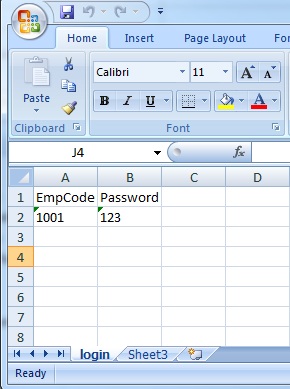 Home Insert Page Layout Fo
Calibri 11 A A
Paste B I U A
Clipboard Font
J4 fx
A B C D
1 EmpCode Password
2 1001 123
3
4
5
6
7
8
login Sheet3
Ready